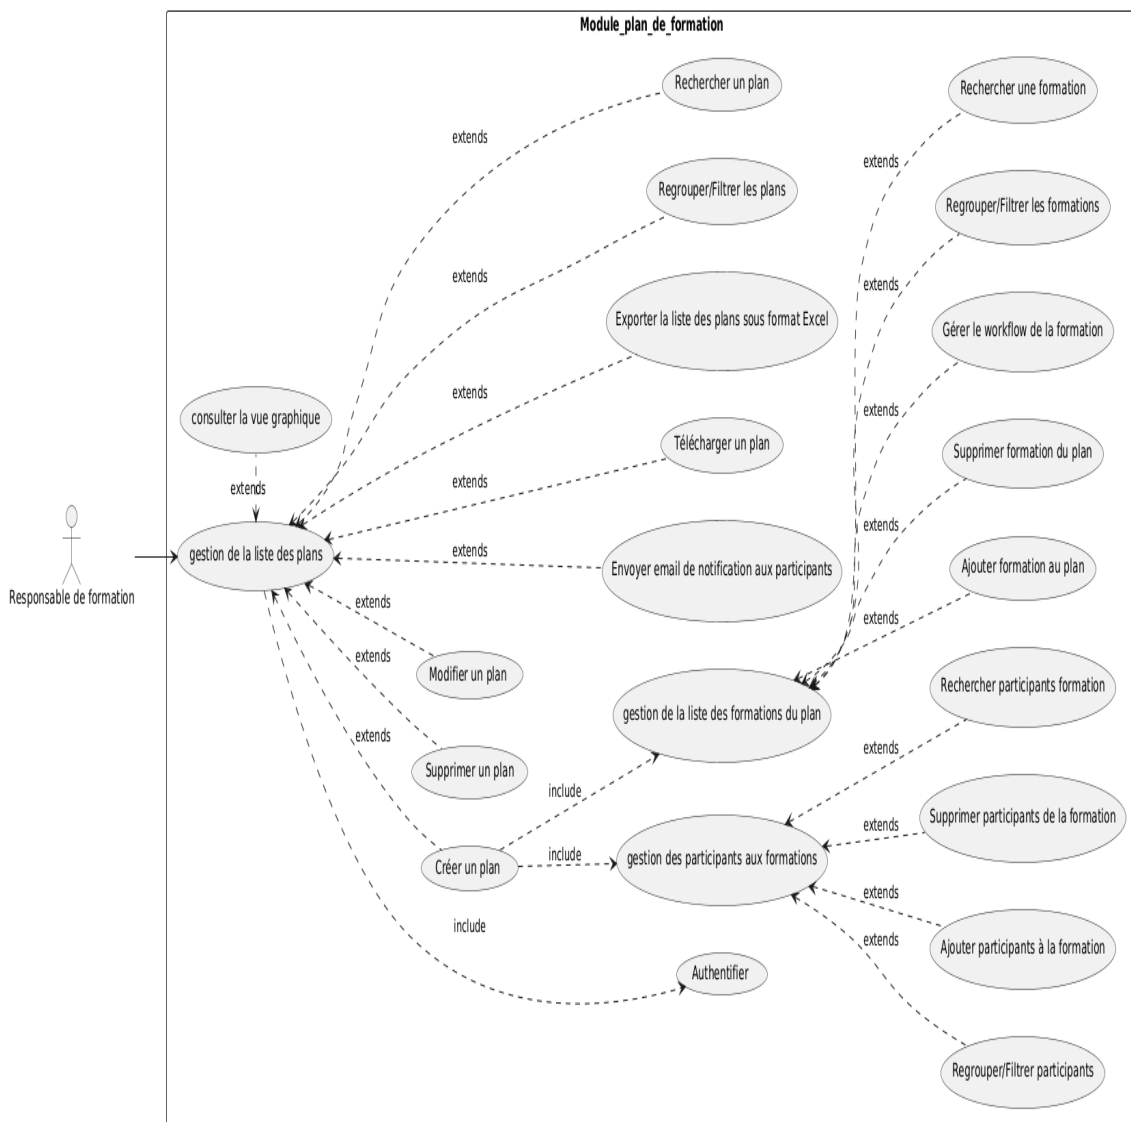 Module_plan_de_formation
Rechercher un plan
Rechercher une formation
extends
extends
Regrouper/Filtrer les plans
Regrouper/Filtrer les formations
extends
extends
Exporter la liste des plans sous format Excel
Gérer le workflow de la formation
extends
extends
consulter la vue graphique
Télécharger un plan
Supprimer formation du plan
extends
extends
extends
gestion de la liste des plans
extends
Envoyer email de notification aux participants
Ajouter formation au plan
Responsable de formation
extends
extends
Modifier un plan
extends
Rechercher participants formation
gestion de la liste des formations du plan
extends
extends
Supprimer un plan
include
Supprimer participants de la formation
extends
Créer un plan
include
gestion des participants aux formations
extends
include
extends
Ajouter participants à la formation
Authentifier
Regrouper/Filtrer participants